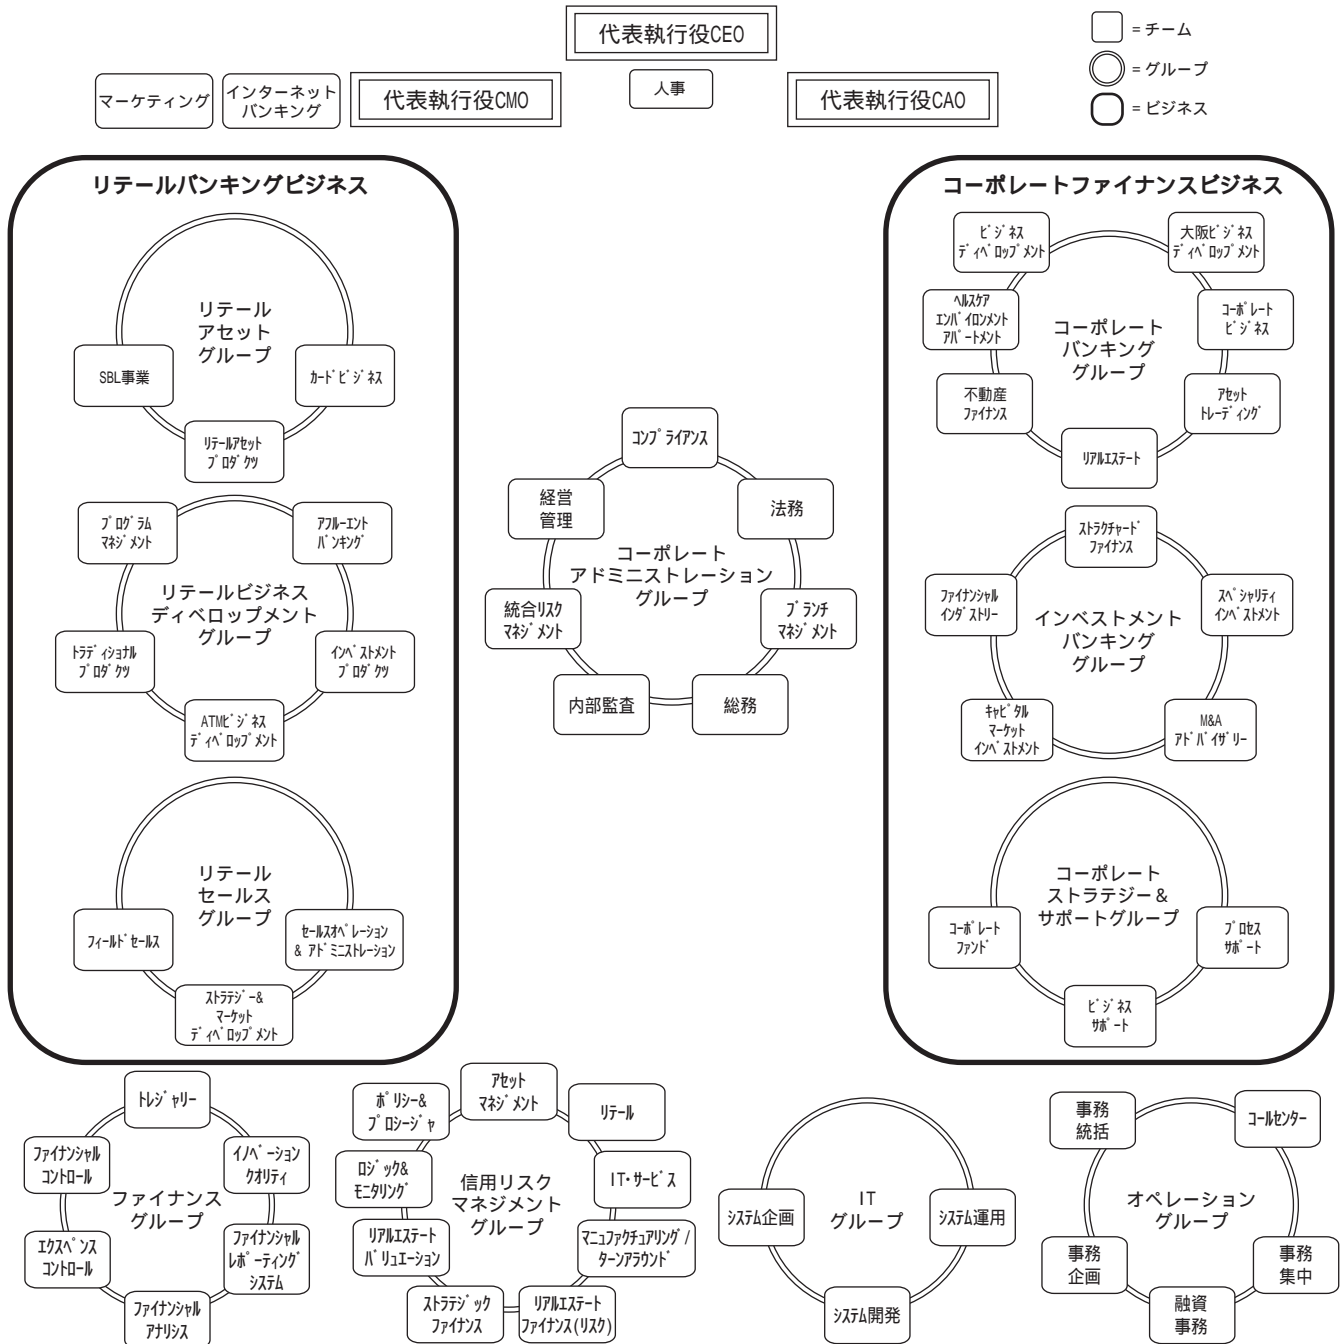 代表執行役CEO
= チーム
= グループ
= ビジネス
マーケティング
インターネット
バンキング
代表執行役CMO
人事
代表執行役CAO
リテールバンキングビジネス
リテール
アセット
グループ
SBL事業
ｶｰﾄﾞﾋﾞｼﾞﾈｽ
ﾘﾃｰﾙｱｾｯﾄ
ﾌﾟﾛﾀﾞｸﾂ
ﾌﾟﾛｸﾞﾗﾑ
ﾏﾈｼﾞﾒﾝﾄ
ｱﾌﾙｰｴﾝﾄ
ﾊﾞﾝｷﾝｸﾞ
リテールビジネス
ディベロップメント
グループ
ﾄﾗﾃﾞｨｼｮﾅﾙ
ﾌﾟﾛﾀﾞｸﾂ
ｲﾝﾍﾞｽﾄﾒﾝﾄ
ﾌﾟﾛﾀﾞｸﾂ
ATMﾋﾞｼﾞﾈｽ
ﾃﾞｨﾍﾞﾛｯﾌﾟﾒﾝﾄ
リテール
セールス
グループ
ﾌｨｰﾙﾄﾞｾｰﾙｽ
ｾｰﾙｽｵﾍﾟﾚｰｼｮﾝ
& ｱﾄﾞﾐﾆｽﾄﾚｰｼｮﾝ
ｽﾄﾗﾃｼﾞｰ&
ﾏｰｹｯﾄ
ﾃﾞｨﾍﾞﾛｯﾌﾟﾒﾝﾄ
ｺﾝﾌﾟﾗｲｱﾝｽ
経営
管理
法務
コーポレート
アドミニストレーション
グループ
統合ﾘｽｸ
ﾏﾈｼﾞﾒﾝﾄ
ﾌﾞﾗﾝﾁ
ﾏﾈｼﾞﾒﾝﾄ
内部監査
総務
コーポレートファイナンスビジネス
ﾋﾞｼﾞﾈｽ
ﾃﾞｨﾍﾞﾛｯﾌﾟﾒﾝﾄ
大阪ﾋﾞｼﾞﾈｽ
ﾃﾞｨﾍﾞﾛｯﾌﾟﾒﾝﾄ
ﾍﾙｽｹｱ
ｴﾝﾊﾞｲﾛﾝﾒﾝﾄ
ｱﾊﾟｰﾄﾒﾝﾄ
ｺｰﾎﾟﾚｰﾄ
ﾋﾞｼﾞﾈｽ
コーポレート
バンキング
グループ
不動産
ﾌｧｲﾅﾝｽ
ｱｾｯﾄ
ﾄﾚｰﾃﾞｨﾝｸﾞ
ﾘｱﾙｴｽﾃｰﾄ
ｽﾄﾗｸﾁｬｰﾄﾞ
ﾌｧｲﾅﾝｽ
ﾌｧｲﾅﾝｼｬﾙ
ｲﾝﾀﾞｽﾄﾘｰ
ｽﾍﾟｼｬﾘﾃｨ
ｲﾝﾍﾞｽﾄﾒﾝﾄ
インベストメント
バンキング
グループ
ｷｬﾋﾟﾀﾙ
ﾏｰｹｯﾄ
ｲﾝﾍﾞｽﾄﾒﾝﾄ
M&A
ｱﾄﾞﾊﾞｲｻﾞﾘｰ
コーポレート
ストラテジー＆
サポートグループ
ｺｰﾎﾟﾚｰﾄ
ﾌｧﾝﾄﾞ
ﾌﾟﾛｾｽ
ｻﾎﾟｰﾄ
ﾋﾞｼﾞﾈｽ
ｻﾎﾟｰﾄ
ﾄﾚｼﾞｬﾘｰ
ﾌｧｲﾅﾝｼｬﾙ
ｺﾝﾄﾛｰﾙ
ｲﾉﾍﾞｰｼｮﾝ
ｸｵﾘﾃｨ
ファイナンス
グループ
ｴｸｽﾍﾟﾝｽ
ｺﾝﾄﾛｰﾙ
ﾌｧｲﾅﾝｼｬﾙ
ﾚﾎﾟｰﾃｨﾝｸﾞ
ｼｽﾃﾑ
ﾌｧｲﾅﾝｼｬﾙ
ｱﾅﾘｼｽ
ｱｾｯﾄ
ﾏﾈｼﾞﾒﾝﾄ
ﾎﾟﾘｼｰ&
ﾌﾟﾛｼｰｼﾞｬ
ﾘﾃｰﾙ
ﾛｼﾞｯｸ&
ﾓﾆﾀﾘﾝｸﾞ
IT･ｻｰﾋﾞｽ
信用リスク
マネジメント
グループ
ﾘｱﾙｴｽﾃｰﾄ
ﾊﾞﾘｭｴｰｼｮﾝ
ﾏﾆｭﾌｧｸﾁｭｱﾘﾝｸﾞ/
ﾀｰﾝｱﾗｳﾝﾄﾞ
ｽﾄﾗﾃｼﾞｯｸ
ﾌｧｲﾅﾝｽ
ﾘｱﾙｴｽﾃｰﾄ
ﾌｧｲﾅﾝｽ(ﾘｽｸ)
IT
グループ
ｼｽﾃﾑ企画
ｼｽﾃﾑ運用
ｼｽﾃﾑ開発
事務
統括
ｺｰﾙｾﾝﾀｰ
オペレーション
グループ
事務
企画
事務
集中
融資
事務